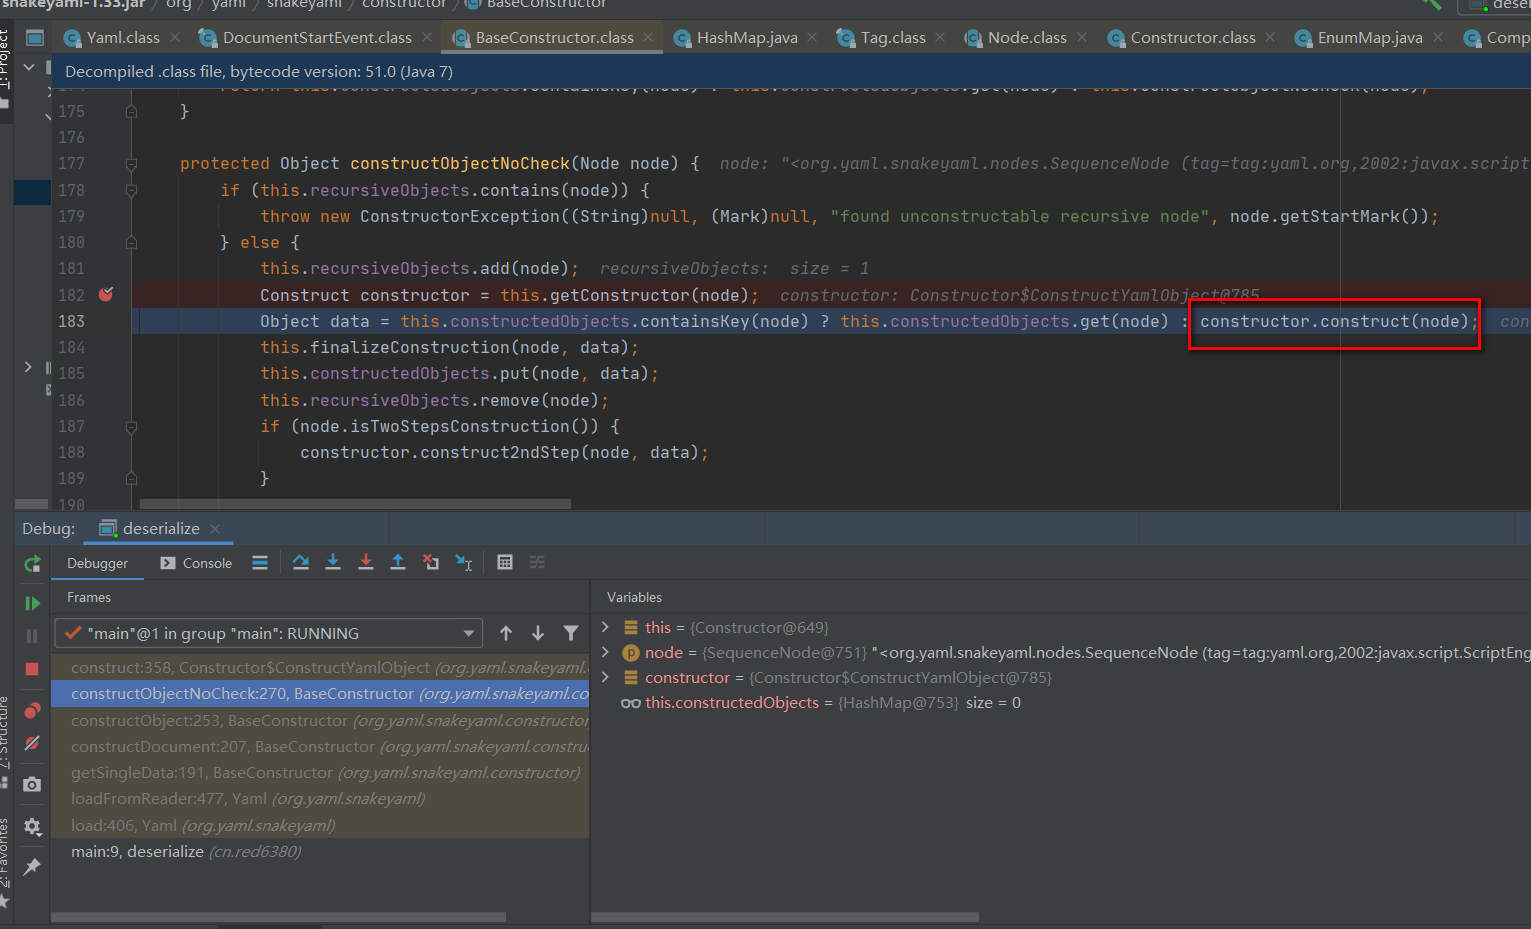 snakeyaml-1.33.jar / org / yaml / snakeyaml / constructor / BaseConstructor
deser
Yaml.class
DocumentStartEvent.class
BaseConstructor.class
HashMap.java
Tag.class
Node.class
Constructor.class
EnumMap.java
Comp
1: Project
Decompiled .class file, bytecode version: 51.0 (Java 7)
175 }
176
177 protected Object constructObjectNoCheck(Node node) { node: "<org.yaml.snakeyaml.nodes.SequenceNode (tag=tag:yaml.org,2002:javax.script
178 if (this.recursiveObjects.contains(node)) {
179 throw new ConstructorException((String)null, (Mark)null, "found unconstructable recursive node", node.getStartMark());
180 } else {
181 this.recursiveObjects.add(node); recursiveObjects: size = 1
182 Construct constructor = this.getConstructor(node); constructor: Constructor$ConstructYamlObject@785
183 Object data = this.constructedObjects.containsKey(node) ? this.constructedObjects.get(node) : constructor.construct(node); con
184 this.finalizeConstruction(node, data);
185 this.constructedObjects.put(node, data);
186 this.recursiveObjects.remove(node);
187 if (node.isTwoStepsConstruction()) {
188 constructor.construct2ndStep(node, data);
189 }
190
Debug: deserialize
Debugger Console
Frames
"main"@1 in group "main": RUNNING
construct:358, Constructor$ConstructYamlObject (org.yaml.snakeyaml.c
constructObjectNoCheck:270, BaseConstructor (org.yaml.snakeyaml.co
constructObject:253, BaseConstructor (org.yaml.snakeyaml.constructor
constructDocument:207, BaseConstructor (org.yaml.snakeyaml.constru
getSingleData:191, BaseConstructor (org.yaml.snakeyaml.constructor)
loadFromReader:477, Yaml (org.yaml.snakeyaml)
load:406, Yaml (org.yaml.snakeyaml)
main:9, deserialize (cn.red6380)
Variables
this = {Constructor@649}
node = {SequenceNode@751} "<org.yaml.snakeyaml.nodes.SequenceNode (tag=tag:yaml.org,2002:javax.script.ScriptEng
constructor = {Constructor$ConstructYamlObject@785}
this.constructedObjects = {HashMap@753} size = 0
7: Structure
2: Favorites